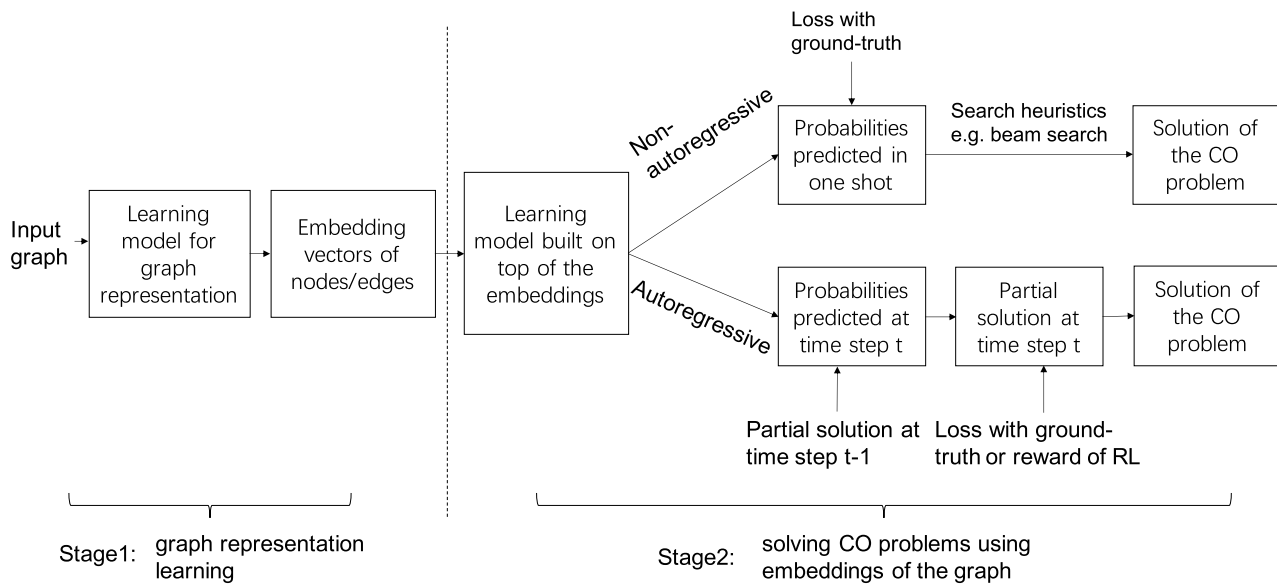 Input
graph
Learning
model for
graph
representation
Embedding
vectors of
nodes/edges
Learning
model built on
top of the
embeddings
Non-
autoregressive
Loss with
ground-truth
Probabilities
predicted in
one shot
Search heuristics
e.g. beam search
Solution of
the CO
problem
Autoregressive
Probabilities
predicted at
time step t
Partial
solution at
time step t
Solution of
the CO
problem
Partial solution at
time step t-1
Loss with ground-
truth or reward of RL
Stage1: graph representation
learning
Stage2: solving CO problems using
embeddings of the graph